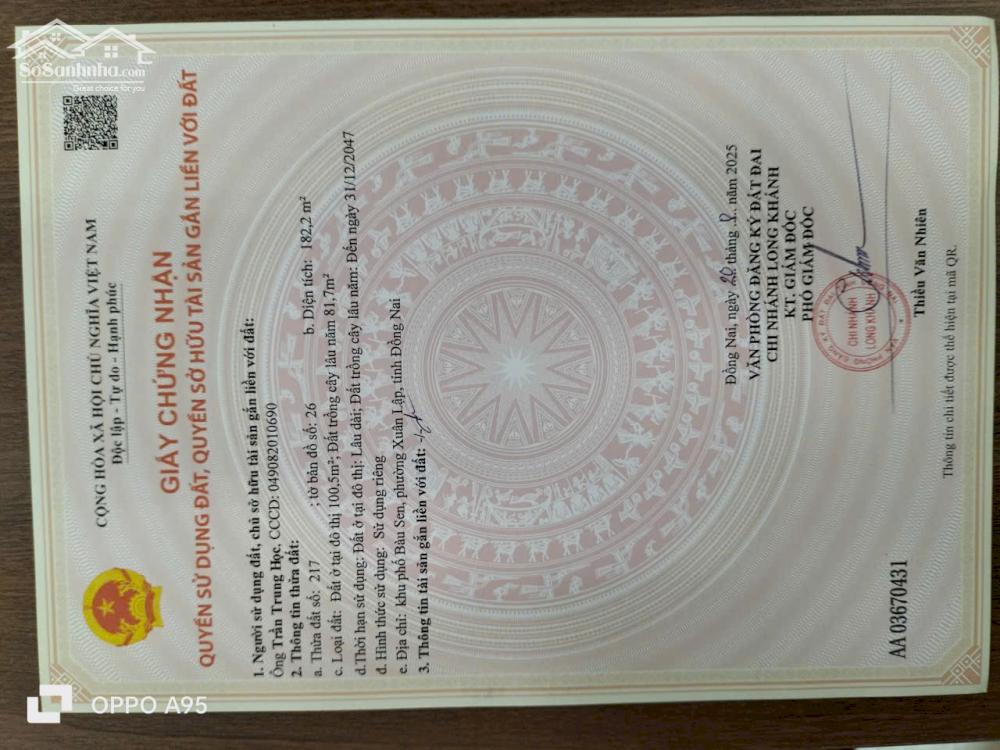 SoSanhnha.com
Great choice for you
CỘNG HÒA XÃ HỘI CHỦ NGHĨA VIỆT NAM
Độc lập - Tự do - Hạnh phúc
GIẤY CHỨNG NHẬN
QUYỀN SỬ DỤNG ĐẤT, QUYỀN SỞ HỮU TÀI SẢN GẮN LIỀN VỚI ĐẤT
1. Người sử dụng đất, chủ sở hữu tài sản gắn liền với đất:
Ông Trần Trung Học, CCCD: 049082010690
2. Thông tin thửa đất:
a. Thửa đất số: 217 ; tờ bản đồ số: 26 b. Diện tích: 182,2 m²
c. Loại đất: Đất ở tại đô thị 100,5m²; Đất trồng cây lâu năm 81,7m²
d.Thời hạn sử dụng: Đất ở tại đô thị: Lâu dài; Đất trồng cây lâu năm: Đến ngày 31/12/2047
đ. Hình thức sử dụng: Sử dụng riêng
e. Địa chỉ: khu phố Bàu Sen, phường Xuân Lập, tỉnh Đồng Nai
3. Thông tin tài sản gắn liền với đất: -/-
Đồng Nai, ngày 20 tháng 8 năm 2025
VĂN PHÒNG ĐĂNG KÝ ĐẤT ĐAI
CHI NHÁNH LONG KHÁNH
KT. GIÁM ĐỐC
PHÓ GIÁM ĐỐC
CHI NHÁNH
LONG KHÁNH
Thiều Văn Nhiên
AA 03670431
Thông tin chi tiết được thể hiện tại mã QR.
OPPO A95